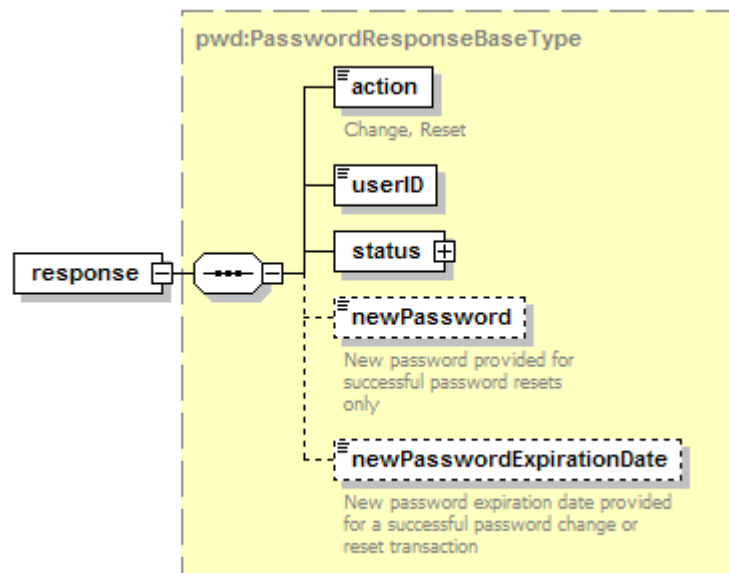 pwd:PasswordResponseBaseType
action
Change, Reset
userID
status
response
newPassword
New password provided for
successful password resets
only
newPasswordExpirationDate
New password expiration date provided
for a successful password change or
reset transaction